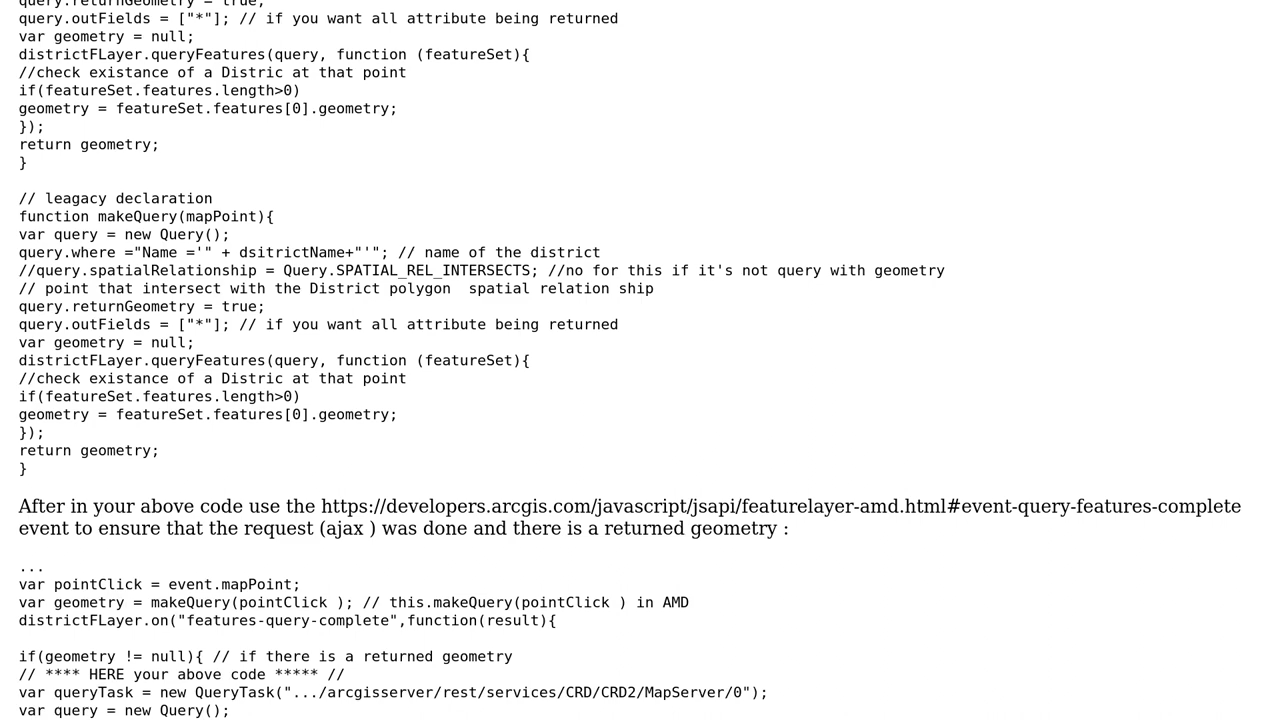 query.returnGeometry = true;
query.outFields = ["*"]; // if you want all attribute being returned
var geometry = null;
districtFLayer.queryFeatures(query, function (featureSet){
//check existance of a Distric at that point
if(featureSet.features.length>0)
geometry = featureSet.features[0].geometry;
});
return geometry;
}
// leagacy declaration
function makeQuery(mapPoint){
var query = new Query();
query.where ="Name ='" + dsitrictName+"'"; // name of the district
//query.spatialRelationship = Query.SPATIAL_REL_INTERSECTS; //no for this if it's not query with geometry
// point that intersect with the District polygon  spatial relation ship
query.returnGeometry = true;
query.outFields = ["*"]; // if you want all attribute being returned
var geometry = null;
districtFLayer.queryFeatures(query, function (featureSet){
//check existance of a Distric at that point
if(featureSet.features.length>0)
geometry = featureSet.features[0].geometry;
});
return geometry;
}
After in your above code use the https://developers.arcgis.com/javascript/jsapi/featurelayer-amd.html#event-query-features-complete
event to ensure that the request (ajax ) was done and there is a returned geometry :
...
var pointClick = event.mapPoint;
var geometry = makeQuery(pointClick ); // this.makeQuery(pointClick ) in AMD
districtFLayer.on("features-query-complete",function(result){
if(geometry != null){ // if there is a returned geometry
// **** HERE your above code ***** //
var queryTask = new QueryTask(".../arcgisserver/rest/services/CRD/CRD2/MapServer/0");
var query = new Query();